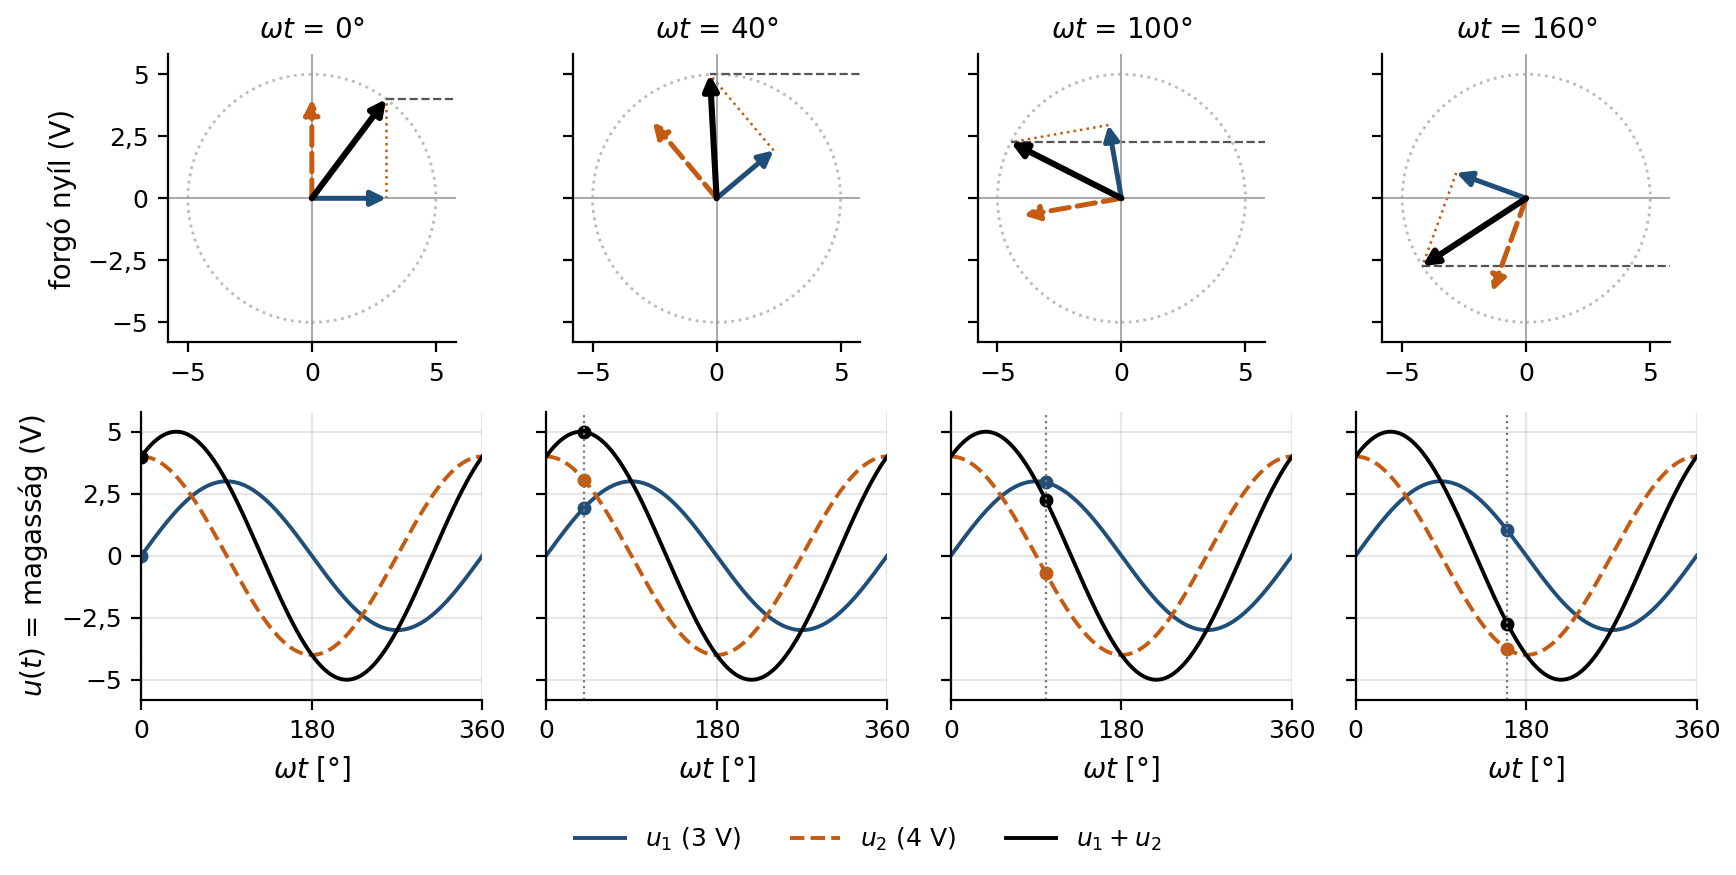 ωt = 0°
ωt = 40°
ωt = 100°
ωt = 160°
forgó nyíl (V)
5
2,5
0
−2,5
−5
−5 0 5
−5 0 5
−5 0 5
−5 0 5
u(t) = magasság (V)
5
2,5
0
−2,5
−5
0 180 360
0 180 360
0 180 360
0 180 360
ωt [°]
ωt [°]
ωt [°]
ωt [°]
u₁ (3 V)
u₂ (4 V)
u₁ + u₂